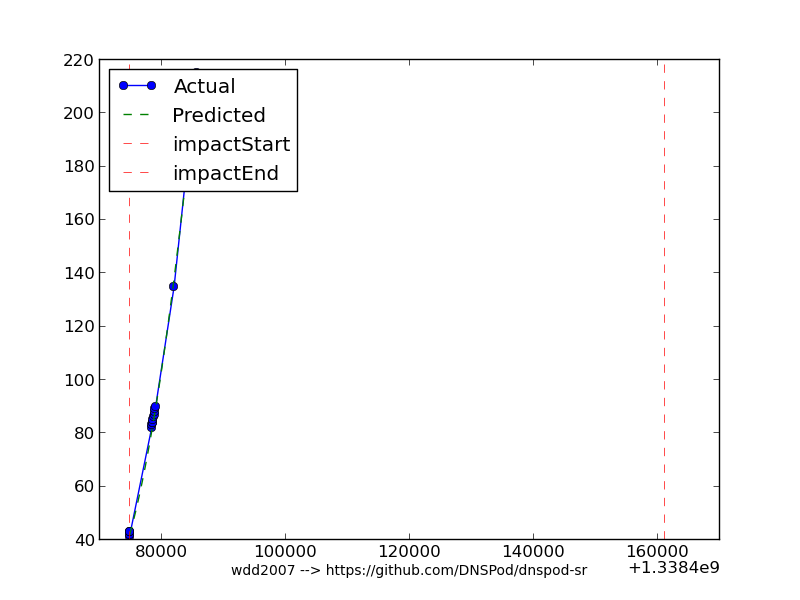 220
200
180
160
140
120
100
80
60
40
Actual
Predicted
impactStart
impactEnd
80000 100000 120000 140000 160000
+1.3384e9
wdd2007 --> https://github.com/DNSPod/dnspod-sr